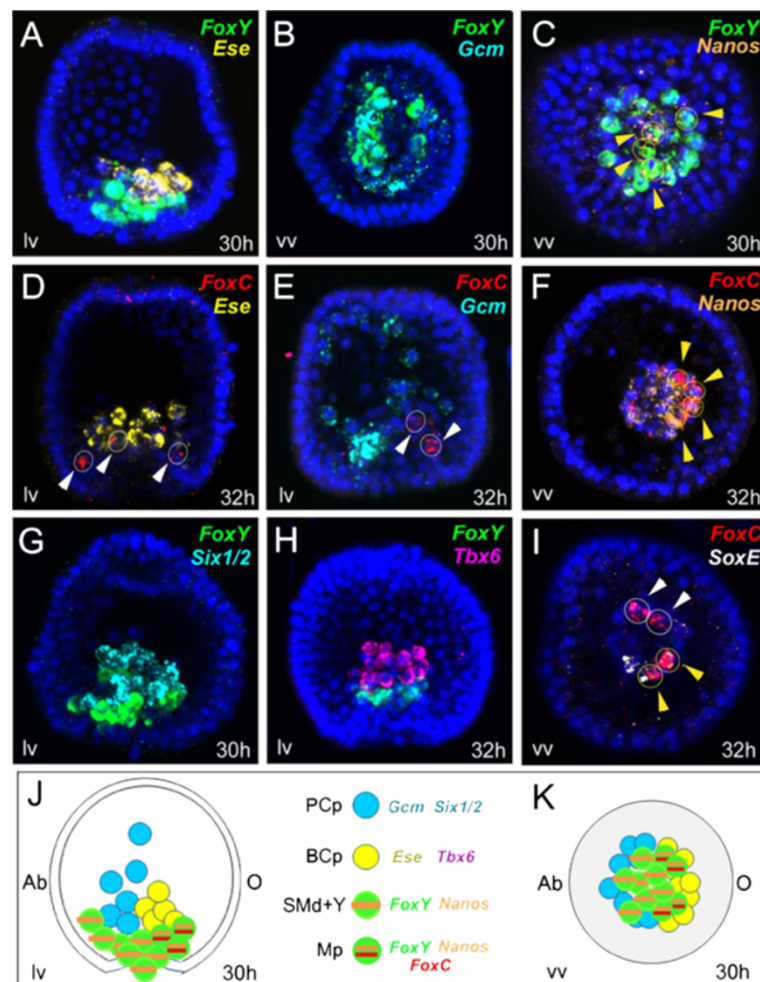 A
FoxY
Ese
lv
30h
B
FoxY
Gcm
vv
30h
C
FoxY
Nanos
vv
30h
D
FoxC
Ese
lv
32h
E
FoxC
Gcm
lv
32h
F
FoxC
Nanos
vv
32h
G
FoxY
Six1/2
lv
30h
H
FoxY
Tbx6
lv
32h
I
FoxC
SoxE
vv
32h
J
Ab
O
lv
30h
PCp Gcm Six1/2
BCp Ese Tbx6
SMd+Y FoxY Nanos
Mp FoxY Nanos
FoxC
K
Ab
O
vv
30h